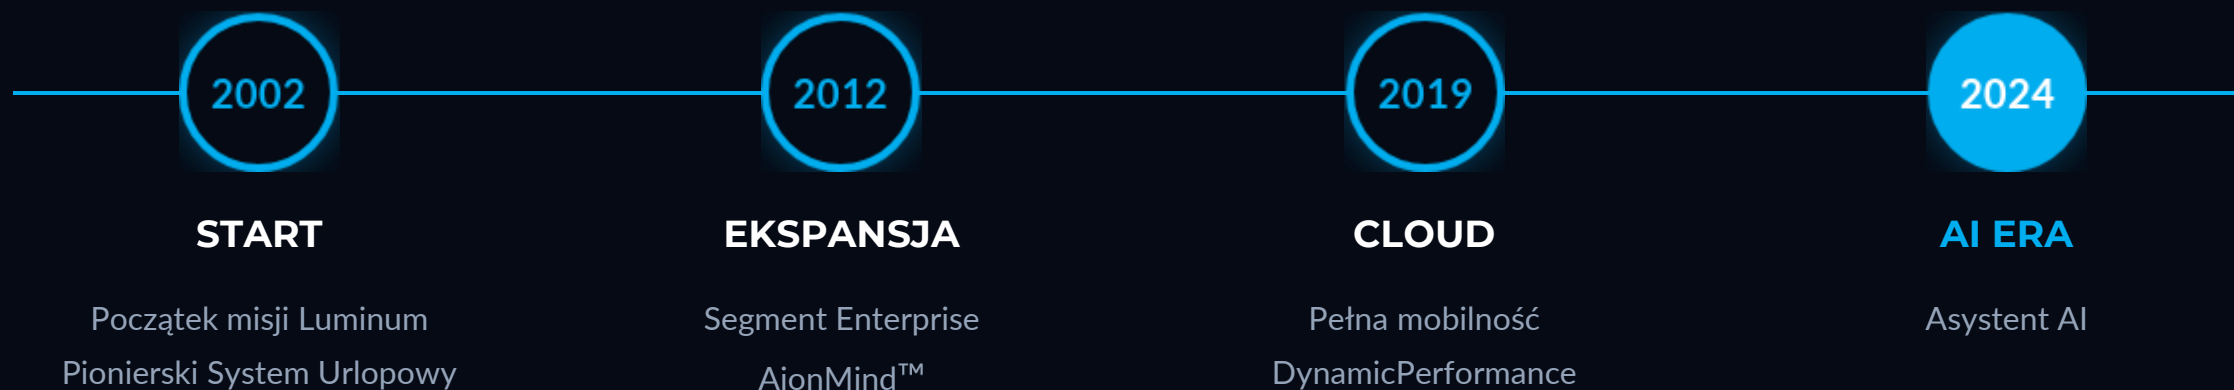 2002
2012
2019
2024
START
EKSPANSJA
CLOUD
AI ERA
Początek misji Luminum
Segment Enterprise
Pełna mobilność
Asystent AI
Pionierski System Urlopowy
AionMind™
DynamicPerformance